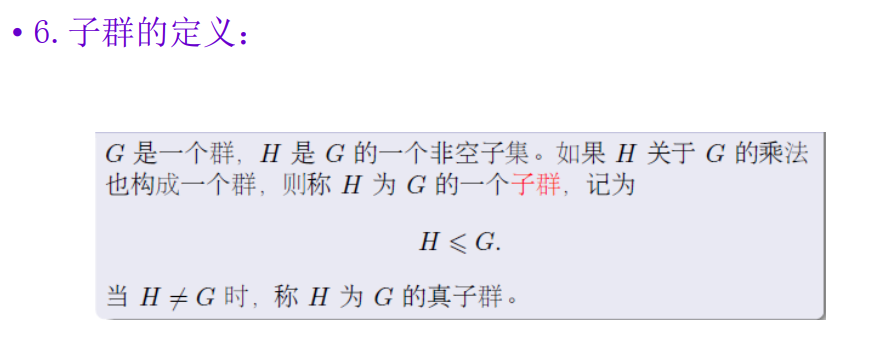 • 6. 子群的定义：
G 是一个群, H 是 G 的一个非空子集。如果 H 关于 G 的乘法
也构成一个群, 则称 H 为 G 的一个子群, 记为
H ⩽ G.
当 H ≠ G 时, 称 H 为 G 的真子群。